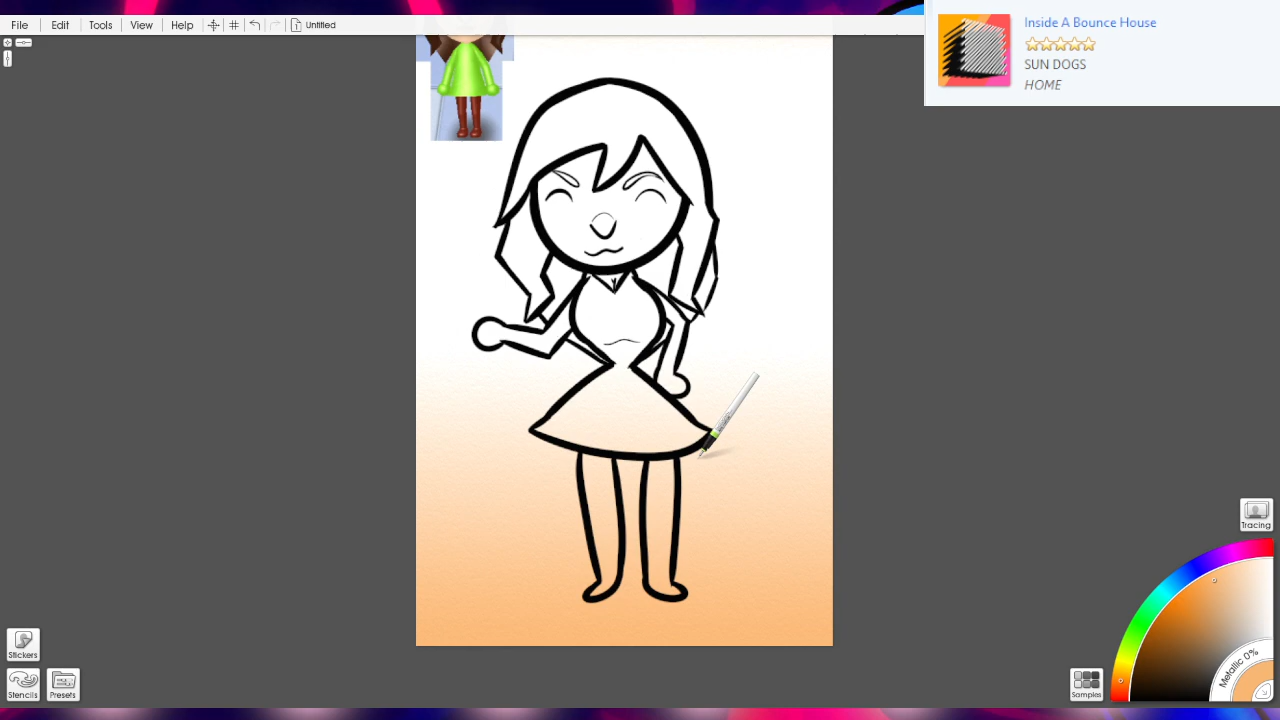 File Edit Tools View Help Untitled
Inside A Bounce House
SUN DOGS
HOME
Tracing
Metallic 0%
Stickers
Stencils Presets
Samples